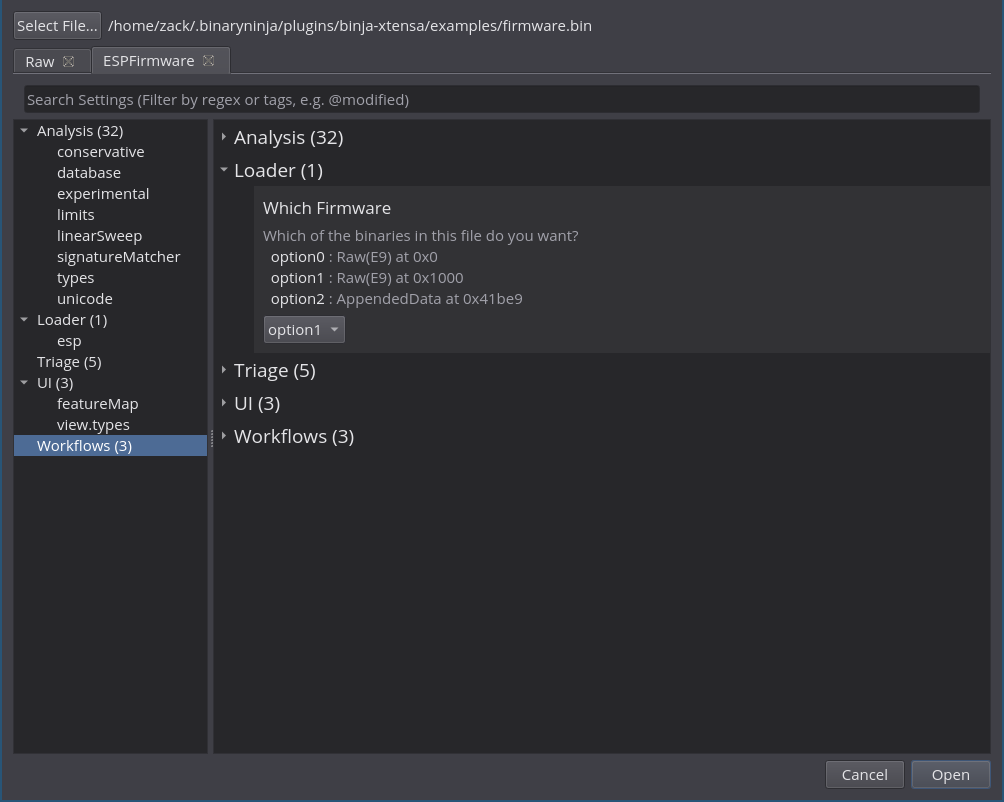 Select File... /home/zack/.binaryninja/plugins/binja-xtensa/examples/firmware.bin
Raw ESPFirmware
Search Settings (Filter by regex or tags, e.g. @modified)
Analysis (32)
conservative
database
experimental
limits
linearSweep
signatureMatcher
types
unicode
Loader (1)
esp
Triage (5)
UI (3)
featureMap
view.types
Workflows (3)
Analysis (32)
Loader (1)
Which Firmware
Which of the binaries in this file do you want?
option0 : Raw(E9) at 0x0
option1 : Raw(E9) at 0x1000
option2 : AppendedData at 0x41be9
option1
Triage (5)
UI (3)
Workflows (3)
Cancel Open